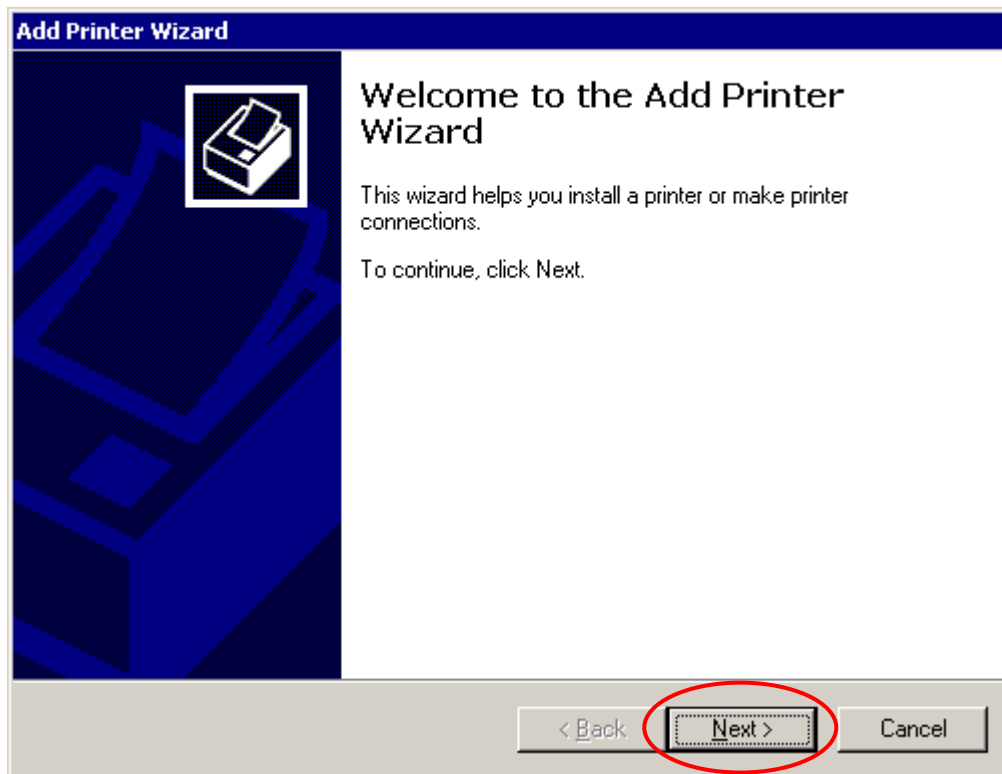 Add Printer Wizard
Welcome to the Add Printer
Wizard
This wizard helps you install a printer or make printer
connections.
To continue, click Next.
< Back Next > Cancel